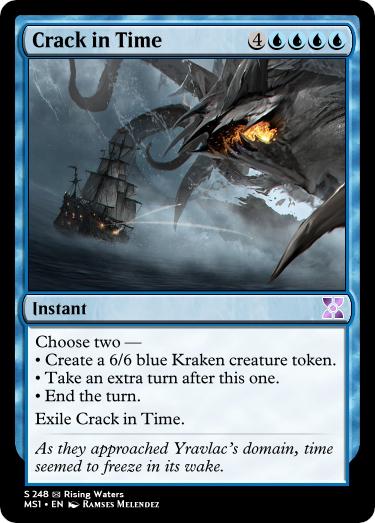 Crack in Time 4
Instant
Choose two —
• Create a 6/6 blue Kraken creature token.
• Take an extra turn after this one.
• End the turn.
Exile Crack in Time.
As they approached Yravlac's domain, time
seemed to freeze in its wake.
S 248 Rising Waters
MS1 • EN Ramses Melendez